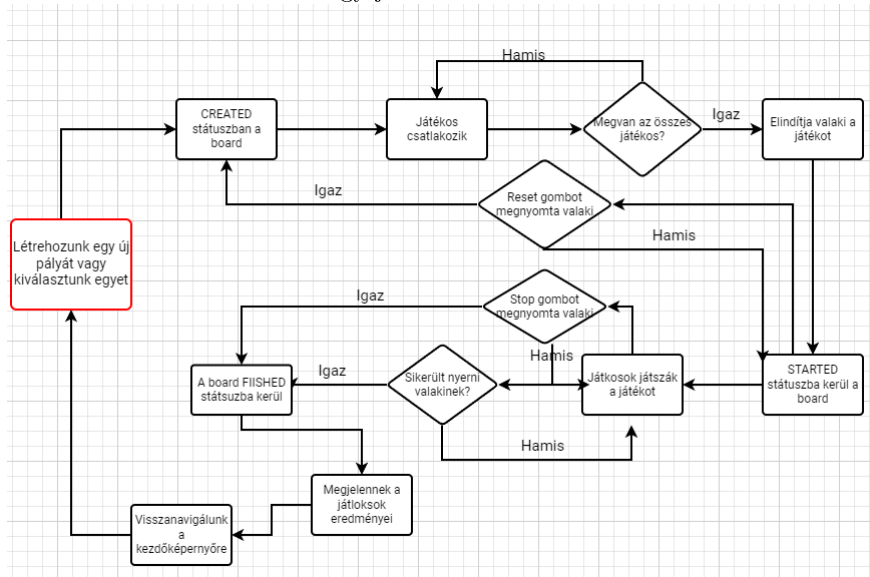 Hamis
CREATED
státuszban a
board
Játékos
csatlakozik
Megvan az összes
játékos?
Igaz
Elindítja valaki a
játékot
Igaz
Reset gombot
megnyomta valaki
Hamis
Létrehozunk egy új
pályát vagy
kiválasztunk egyet
Igaz
Stop gombot
megnyomta valaki
Hamis
A board FIISHED
státsuzba kerül
Igaz
Sikerült nyerni
valakinek?
Játkosok játszák
a játékot
STARTED
státuszba kerül a
board
Hamis
Megjelennek a
játloksok
eredményei
Visszanavigálunk
a
kezdőképernyőre